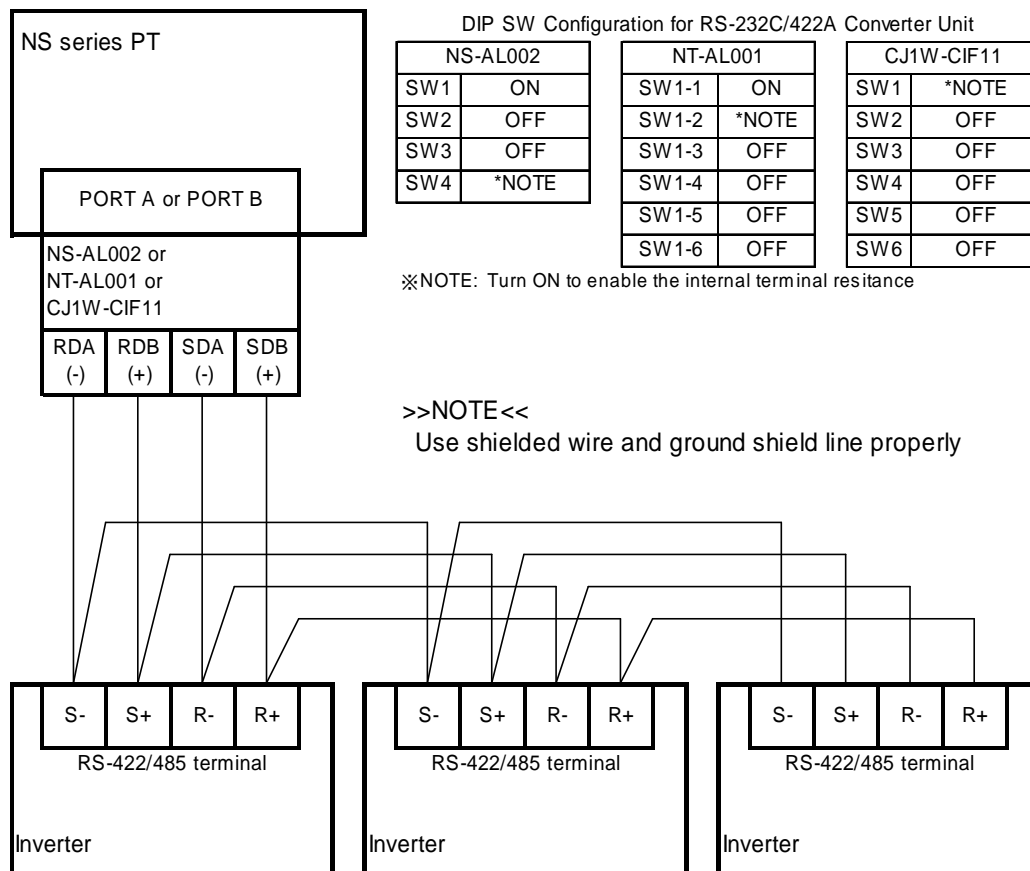 NS series PT
PORT A or PORT B
NS-AL002 or
NT-AL001 or
CJ1W-CIF11
RDA RDB SDA SDB
(-) (+) (-) (+)
DIP SW Configuration for RS-232C/422A Converter Unit
NS-AL002
SW1 ON
SW2 OFF
SW3 OFF
SW4 *NOTE
NT-AL001
SW1-1 ON
SW1-2 *NOTE
SW1-3 OFF
SW1-4 OFF
SW1-5 OFF
SW1-6 OFF
CJ1W-CIF11
SW1 *NOTE
SW2 OFF
SW3 OFF
SW4 OFF
SW5 OFF
SW6 OFF
※NOTE: Turn ON to enable the internal terminal resitance
>>NOTE<<
Use shielded wire and ground shield line properly
S- S+ R- R+
RS-422/485 terminal
Inverter
S- S+ R- R+
RS-422/485 terminal
Inverter
S- S+ R- R+
RS-422/485 terminal
Inverter